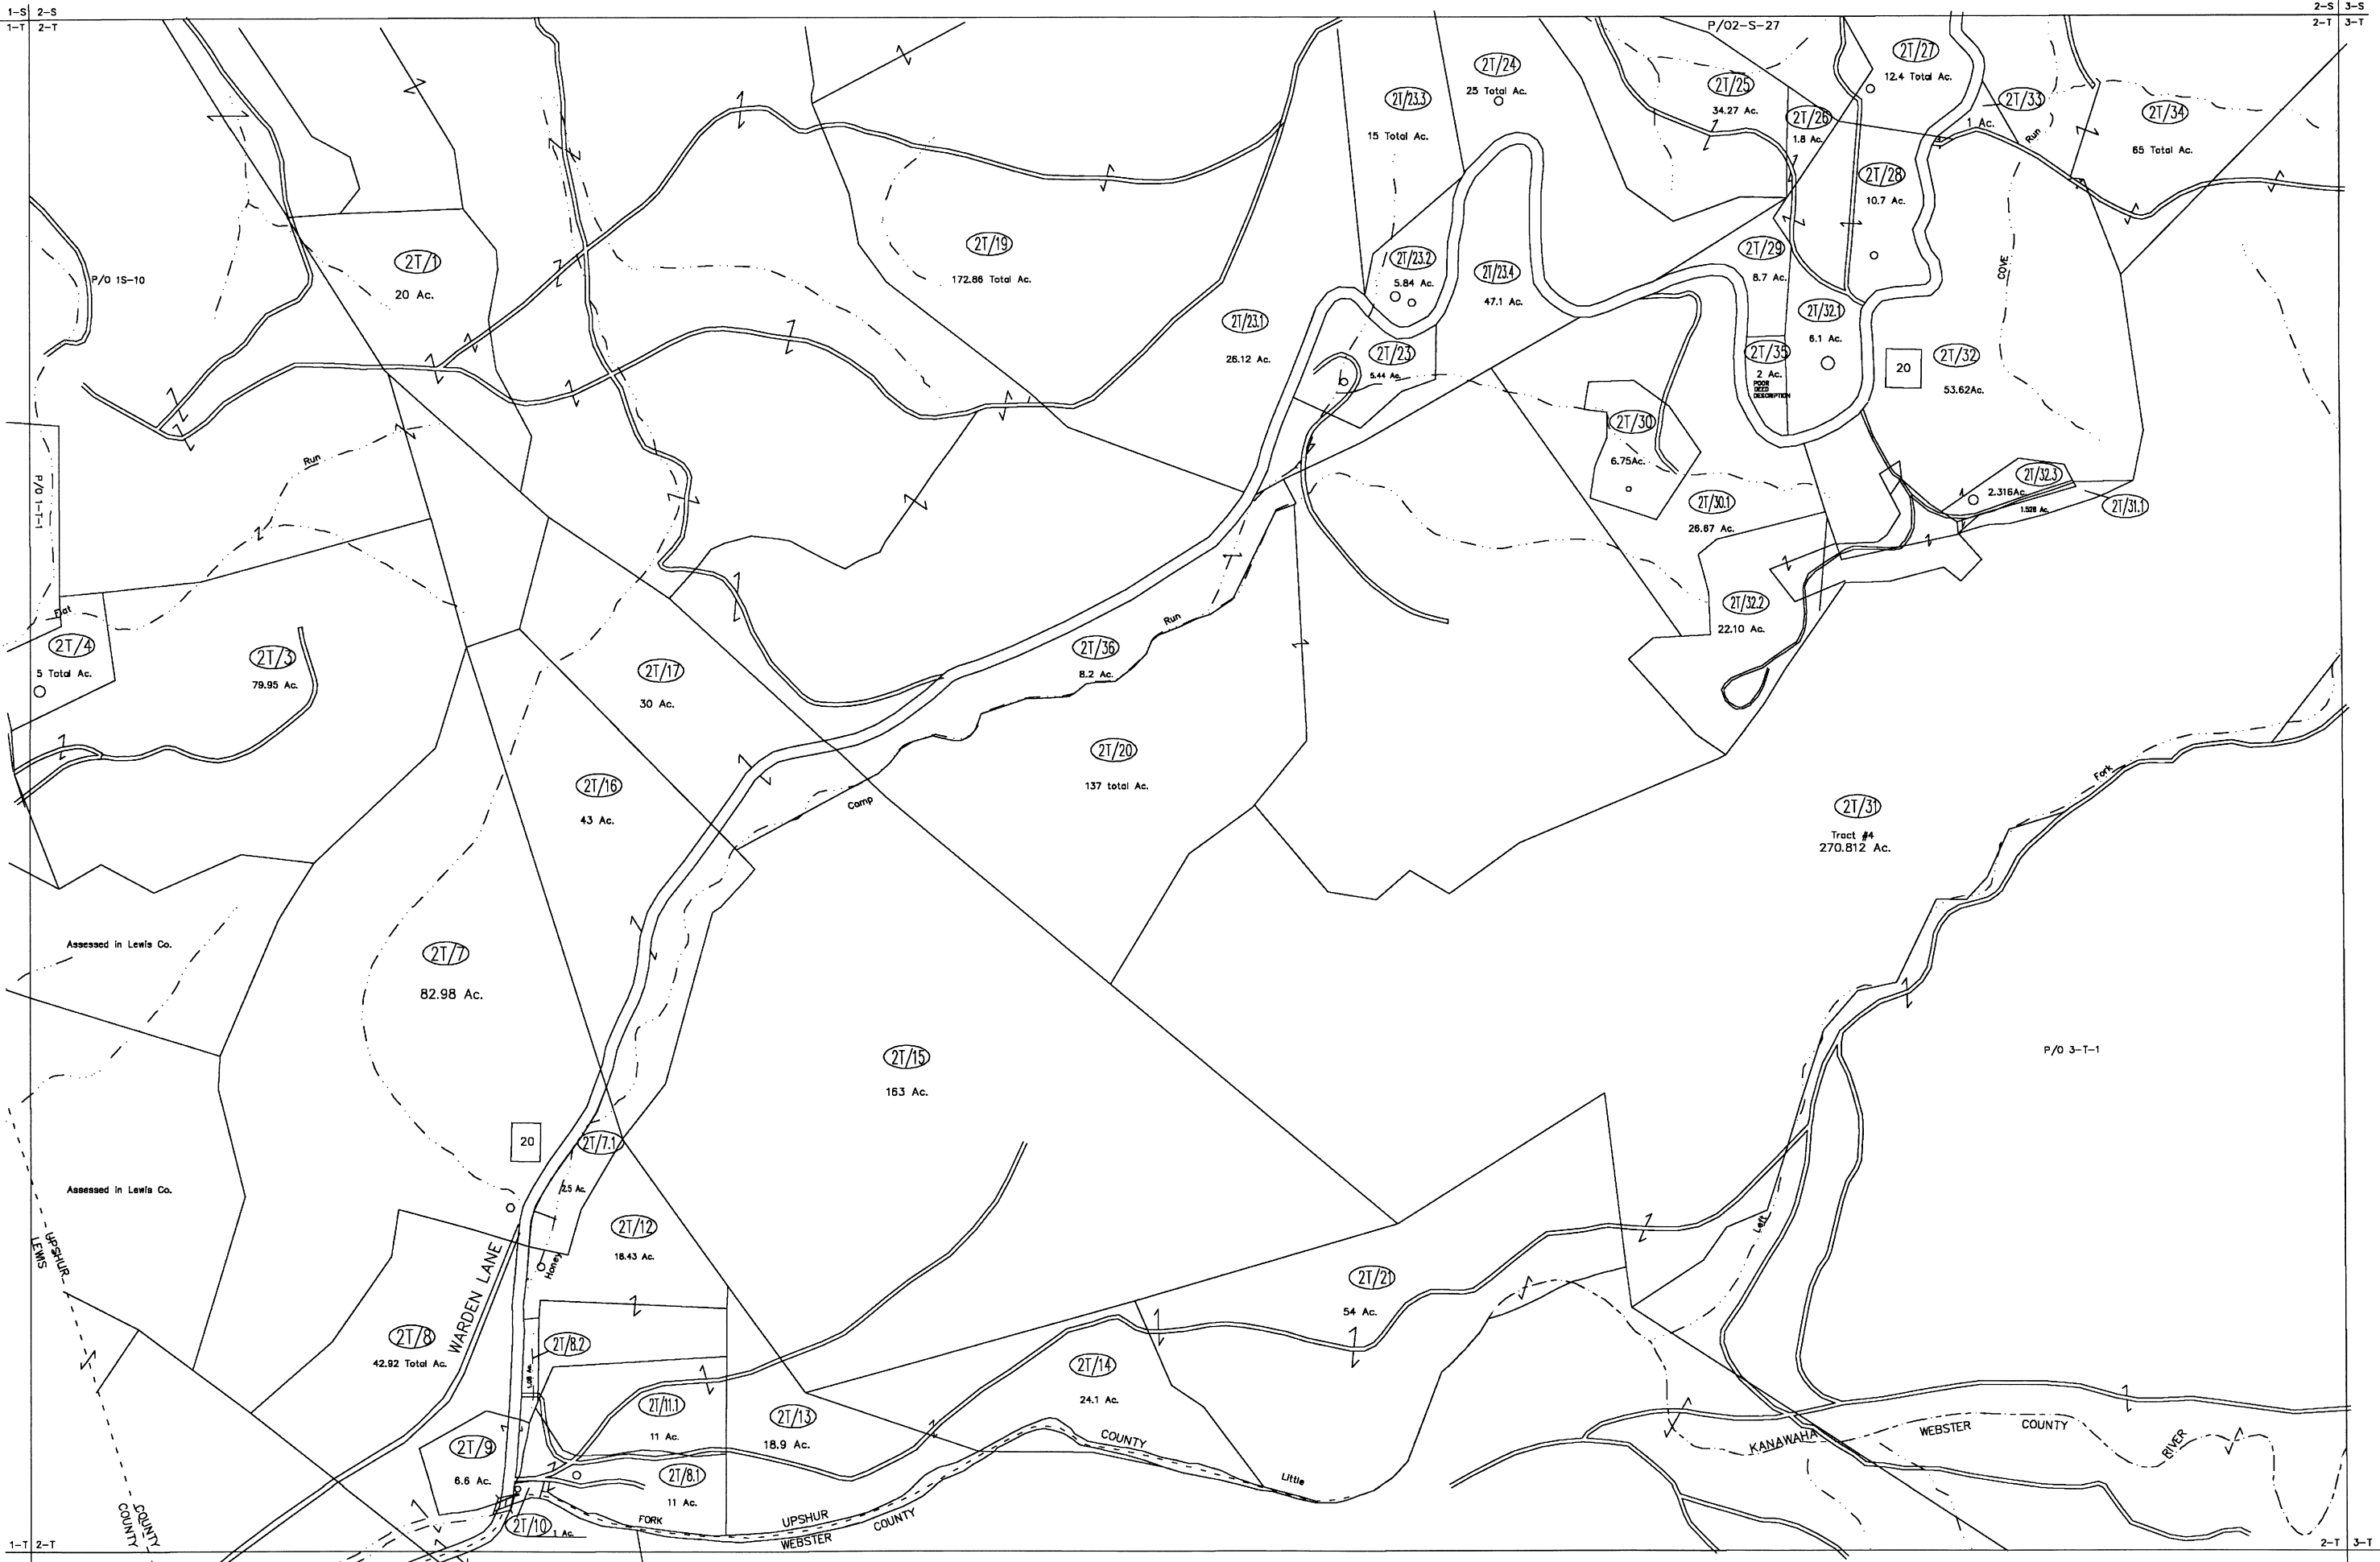 1-S 2-S
1-T 2-T
2-S 3-S
2-T 3-T
P/O2-S-27
2T/27
12.4 Total Ac.
2T/24
25 Total Ac.
2T/23.3
15 Total Ac.
2T/25
34.27 Ac.
2T/26
1.8 Ac.
2T/33
1 Ac.
Run
2T/34
65 Total Ac.
2T/28
10.7 Ac.
2T/1
20 Ac.
P/O 1S-10
2T/19
172.86 Total Ac.
2T/23.2
5.84 Ac.
2T/23.4
47.1 Ac.
2T/29
8.7 Ac.
COVE
2T/23.1
26.12 Ac.
2T/32.1
6.1 Ac.
2T/23
5.44 Ac.
2T/35
2 Ac.
POOR
DEED
DESCRIPTION
20
2T/32
53.62Ac.
2T/30
6.75Ac.
Run
P/O 1-T-1
2T/30.1
26.67 Ac.
2T/32.3
2.316Ac.
1.528 Ac.
2T/31.1
2T/32.2
22.10 Ac.
Flat
2T/4
5 Total Ac.
2T/3
79.95 Ac.
2T/17
30 Ac.
Run
2T/36
8.2 Ac.
2T/16
43 Ac.
2T/20
137 total Ac.
Camp
2T/31
Tract #4
270.812 Ac.
Fork
Assessed in Lewis Co.
2T/7
82.98 Ac.
2T/15
163 Ac.
P/O 3-T-1
20
2T/7.1
2.5 Ac.
Assessed in Lewis Co.
UPSHUR
LEWIS
2T/12
18.43 Ac.
Honey
Left
WARDEN LANE
2T/21
54 Ac.
2T/8
42.92 Total Ac.
2T/8.2
2T/14
24.1 Ac.
2T/11.1
11 Ac.
2T/13
18.9 Ac.
2T/9
6.6 Ac.
2T/8.1
11 Ac.
COUNTY
Little
KANAWAHA
WEBSTER COUNTY
RIVER
2T/10
1 Ac.
FORK
UPSHUR
WEBSTER
COUNTY
COUNTY
COUNTY
1-T 2-T
2-T 3-T